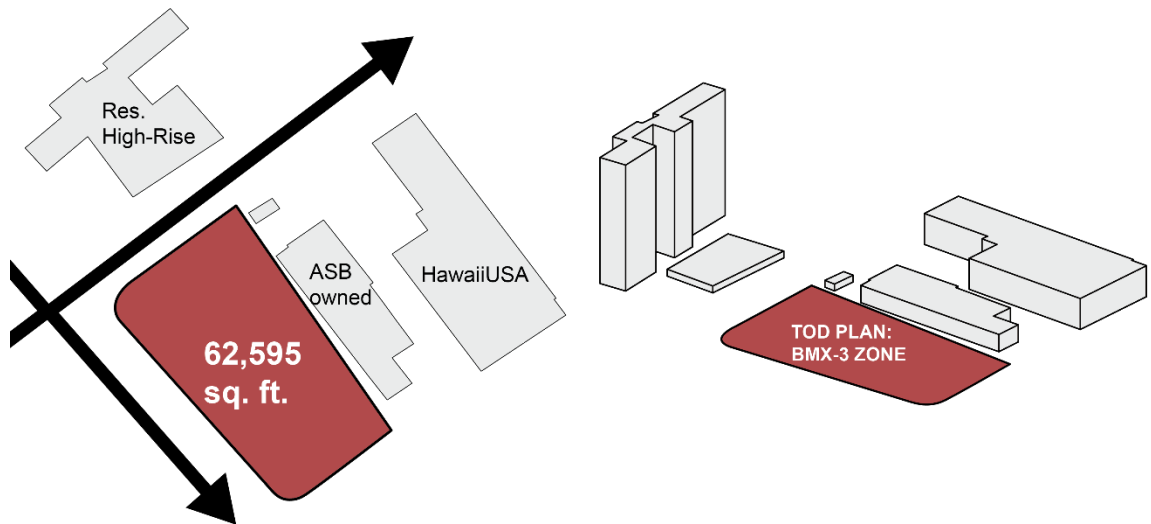 Res.
High-Rise
ASB
owned
HawaiiUSA
62,595
sq. ft.
TOD PLAN:
BMX-3 ZONE